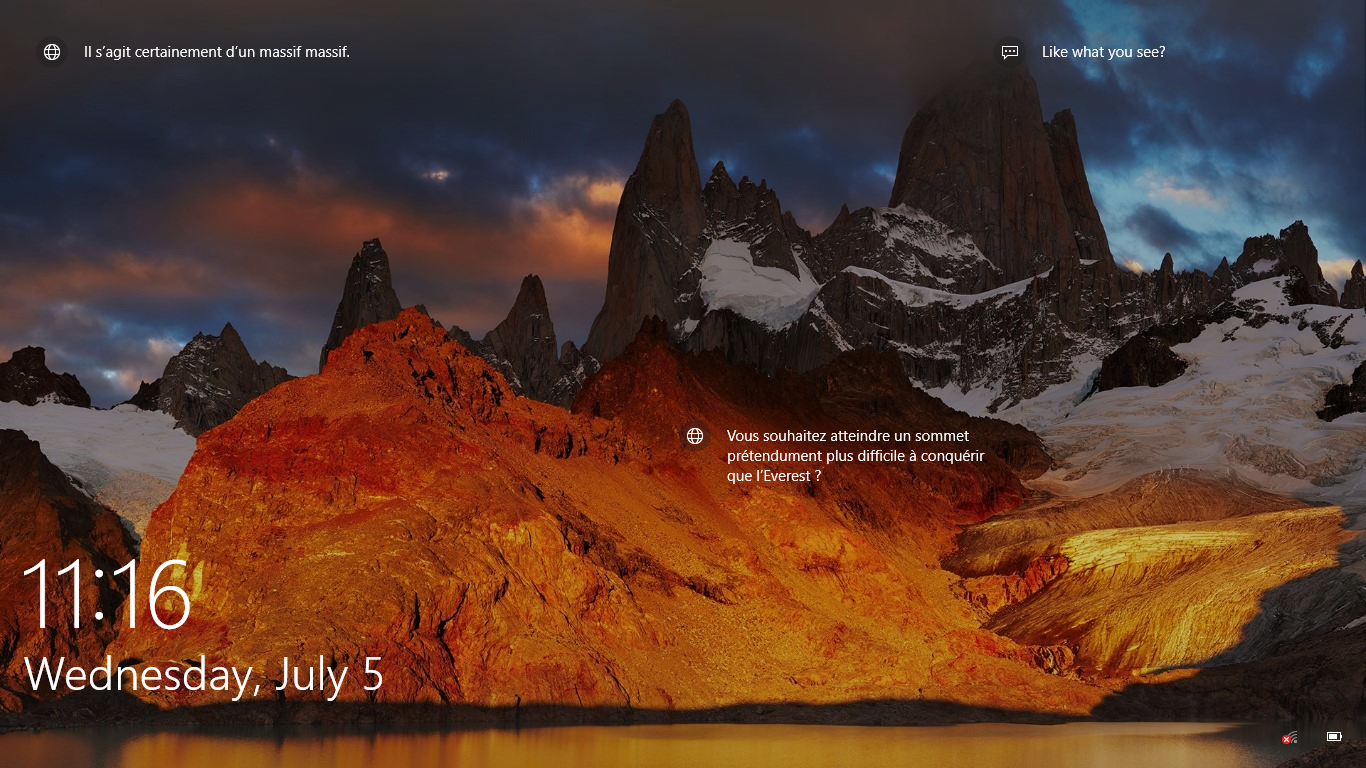 Il s’agit certainement d’un massif massif.
Like what you see?
Vous souhaitez atteindre un sommet
prétendument plus difficile à conquérir
que l’Everest ?
11:16
Wednesday, July 5